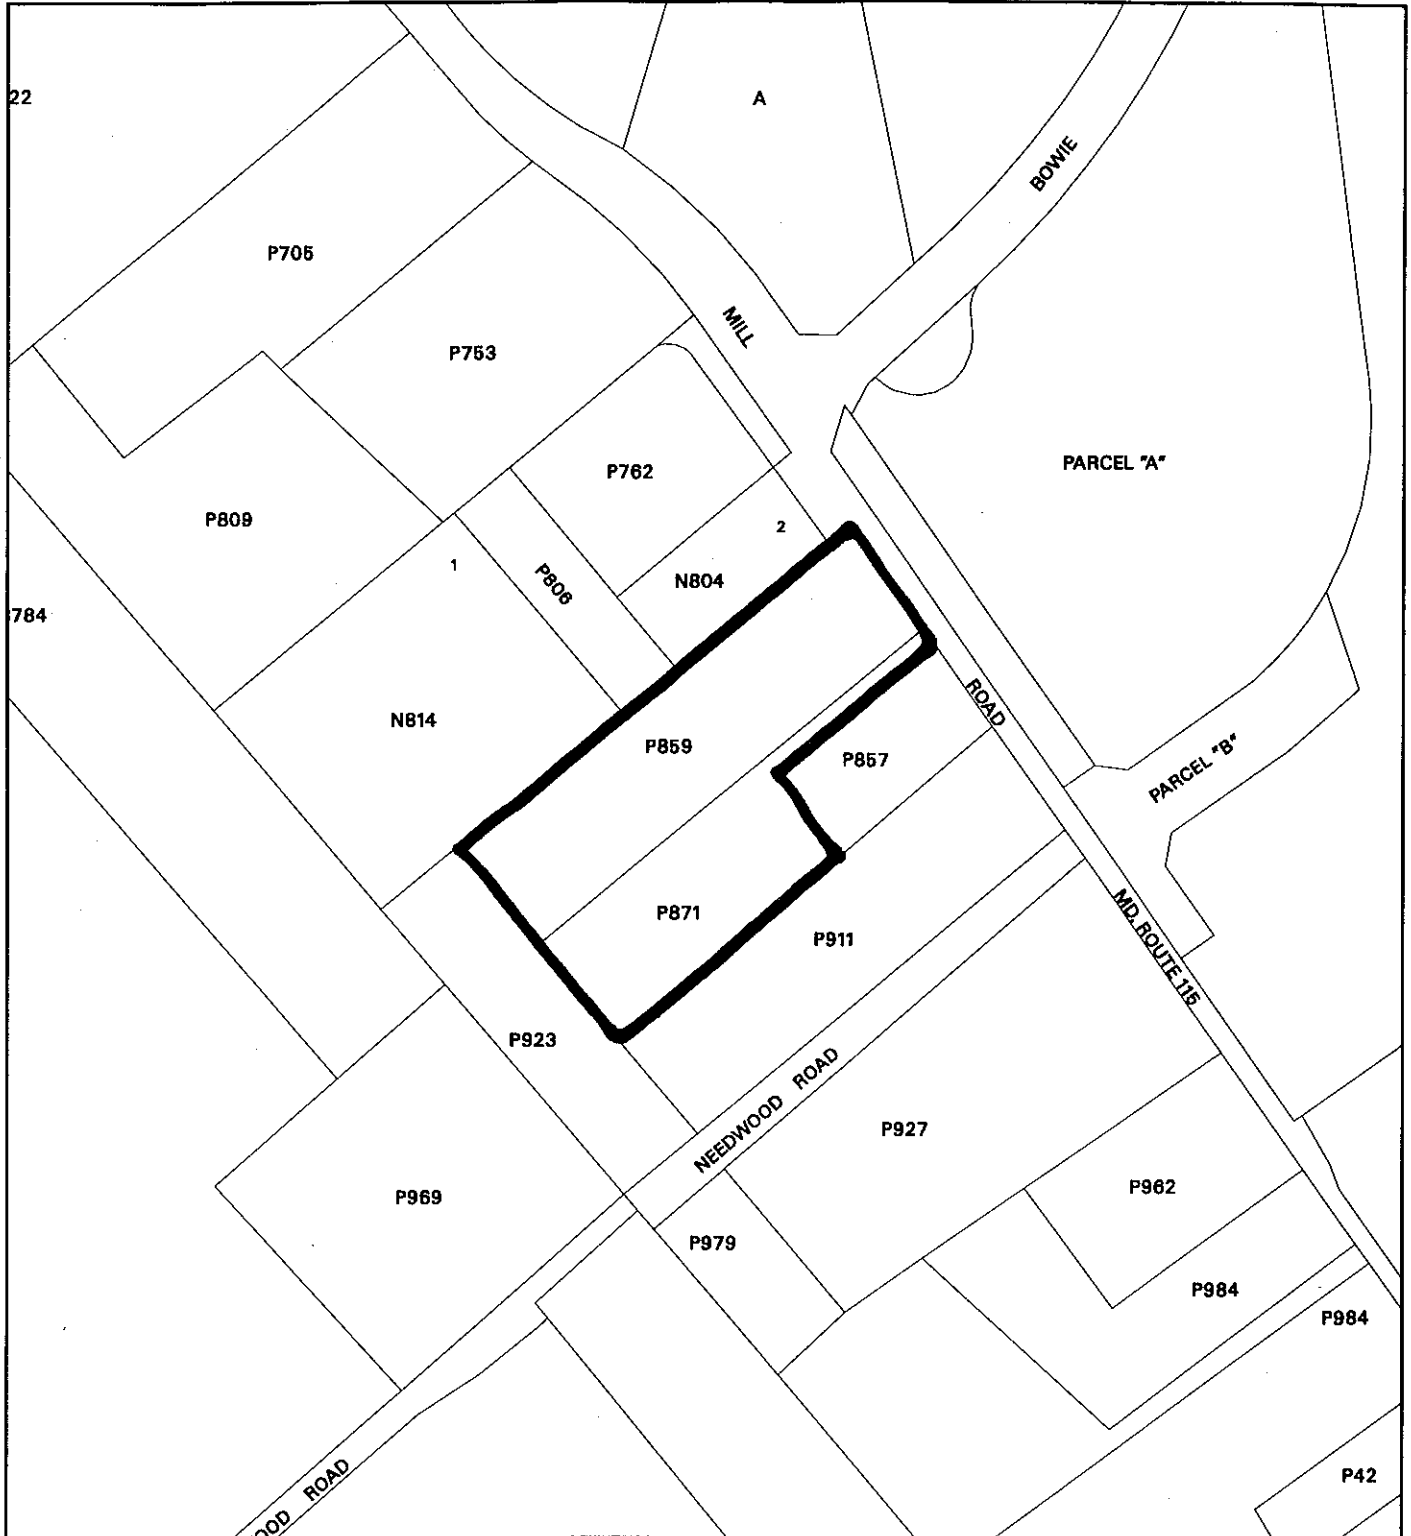 22
A
BOWIE
P705
MILL
P753
PARCEL "A"
P762
P809
2
1
P806
N804
784
ROAD
N814
P859
P857
PARCEL "B"
P871
P911
MD. ROUTE 115
P923
NEEDWOOD ROAD
P927
P969
P962
P979
P984
P984
P42
OOD ROAD